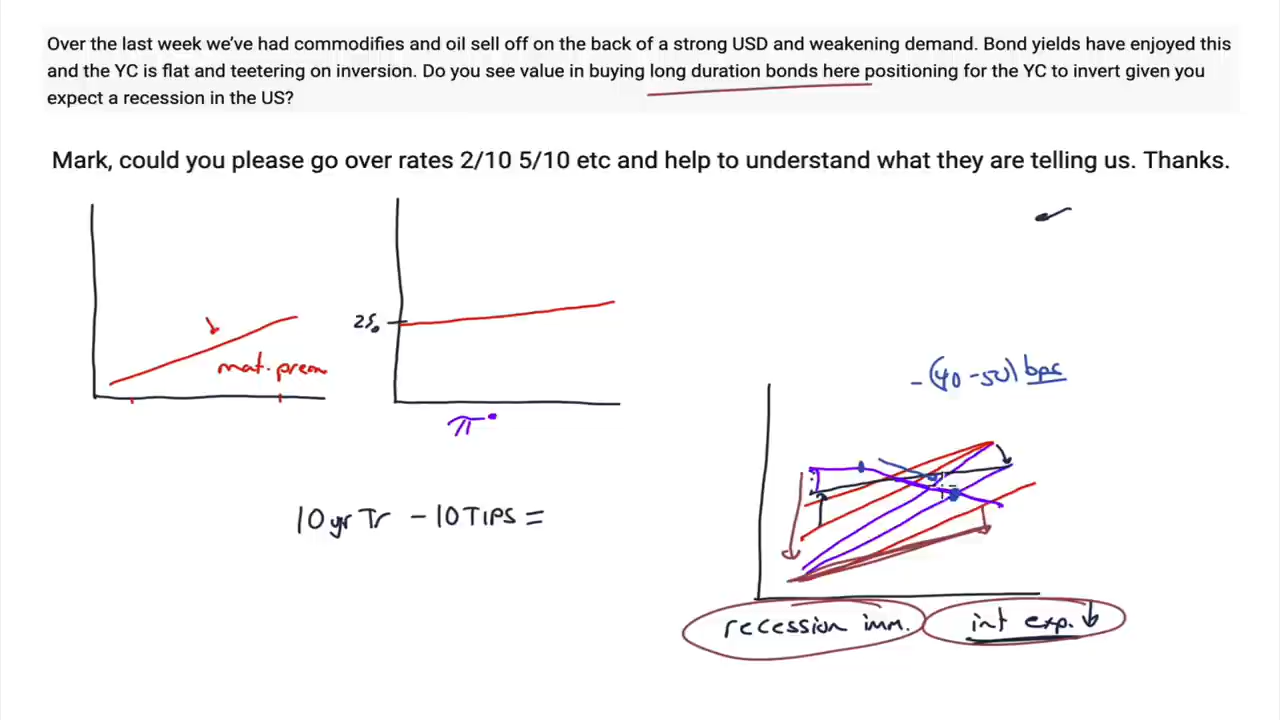 Over the last week we've had commodifies and oil sell off on the back of a strong USD and weakening demand. Bond yields have enjoyed this
and the YC is flat and teetering on inversion. Do you see value in buying long duration bonds here positioning for the YC to invert given you
expect a recession in the US?
Mark, could you please go over rates 2/10 5/10 etc and help to understand what they are telling us. Thanks.
mat. prem
π
10 yr Tr - 10 TIPS =
-(40-50) bps
recession imm.
int exp. ↓